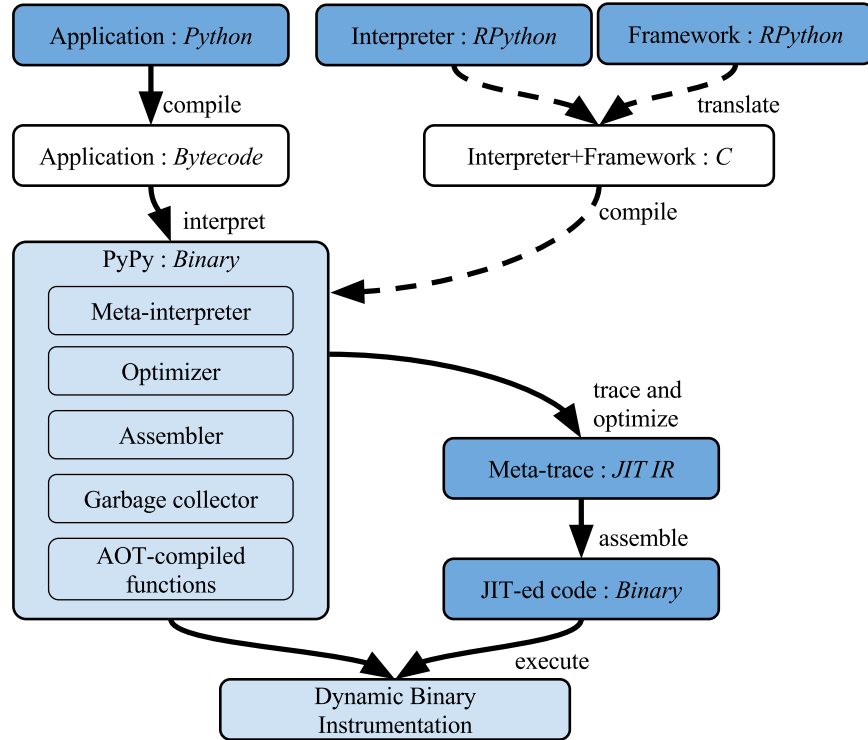 Application : Python
Interpreter : RPython
Framework : RPython
compile
translate
Application : Bytecode
Interpreter+Framework : C
interpret
compile
PyPy : Binary
Meta-interpreter
Optimizer
Assembler
Garbage collector
AOT-compiled
functions
trace and
optimize
Meta-trace : JIT IR
assemble
JIT-ed code : Binary
execute
Dynamic Binary
Instrumentation